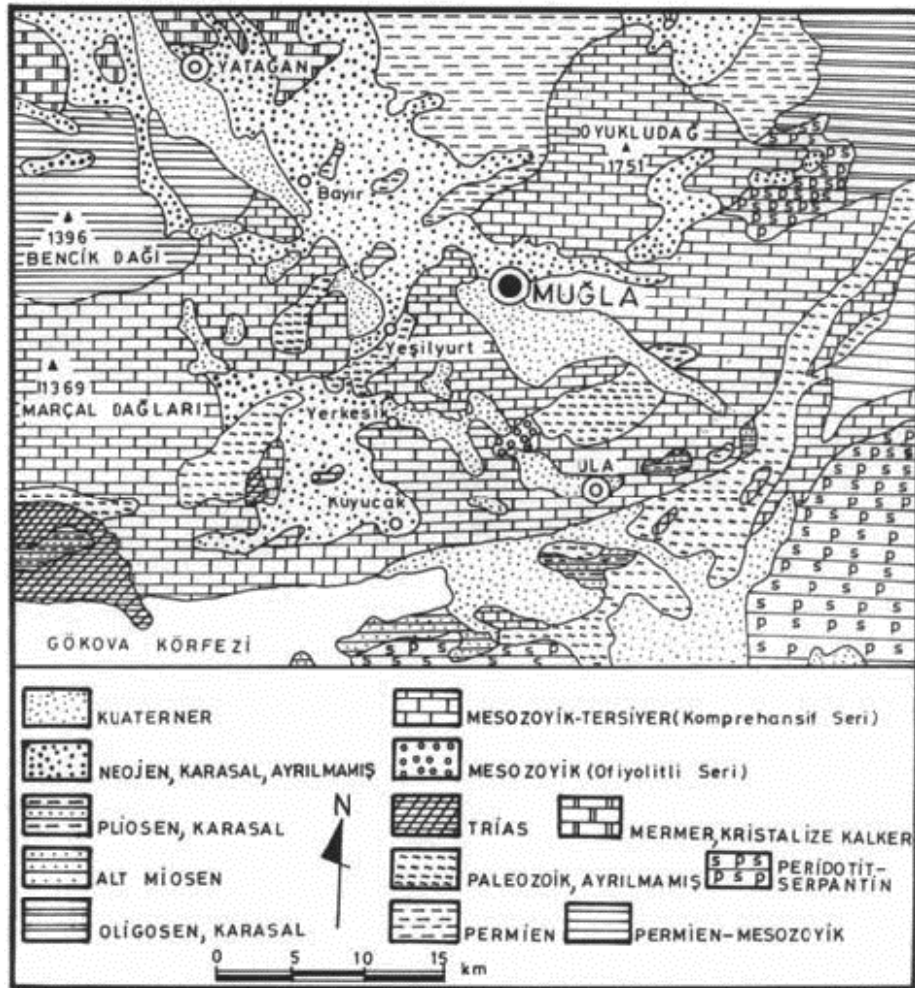 YATAĞAN
OYUKLUDAĞ
1751
Bayır
1396
BENCİK DAĞI
MUĞLA
Yeşilyurt
1369
MARÇAL DAĞLARI
Yerkesik
ULA
Kuyucak
GÖKOVA KÖRFEZİ
KUATERNER
NEOJEN, KARASAL, AYRILMAMIŞ
PLİOSEN, KARASAL
ALT MİOSEN
OLİGOSEN, KARASAL
N
MESOZOYİK-TERSİYER (Komprehansif Seri)
MESOZOYİK (Ofiyolitli Seri)
TRİAS
MERMER, KRİSTALİZE KALKER
PALEOZOİK, AYRILMAMIŞ
s p s
p s p
PERİDOTİT-
SERPANTİN
PERMİEN
PERMİEN-MESOZOYİK
0 5 10 15
km